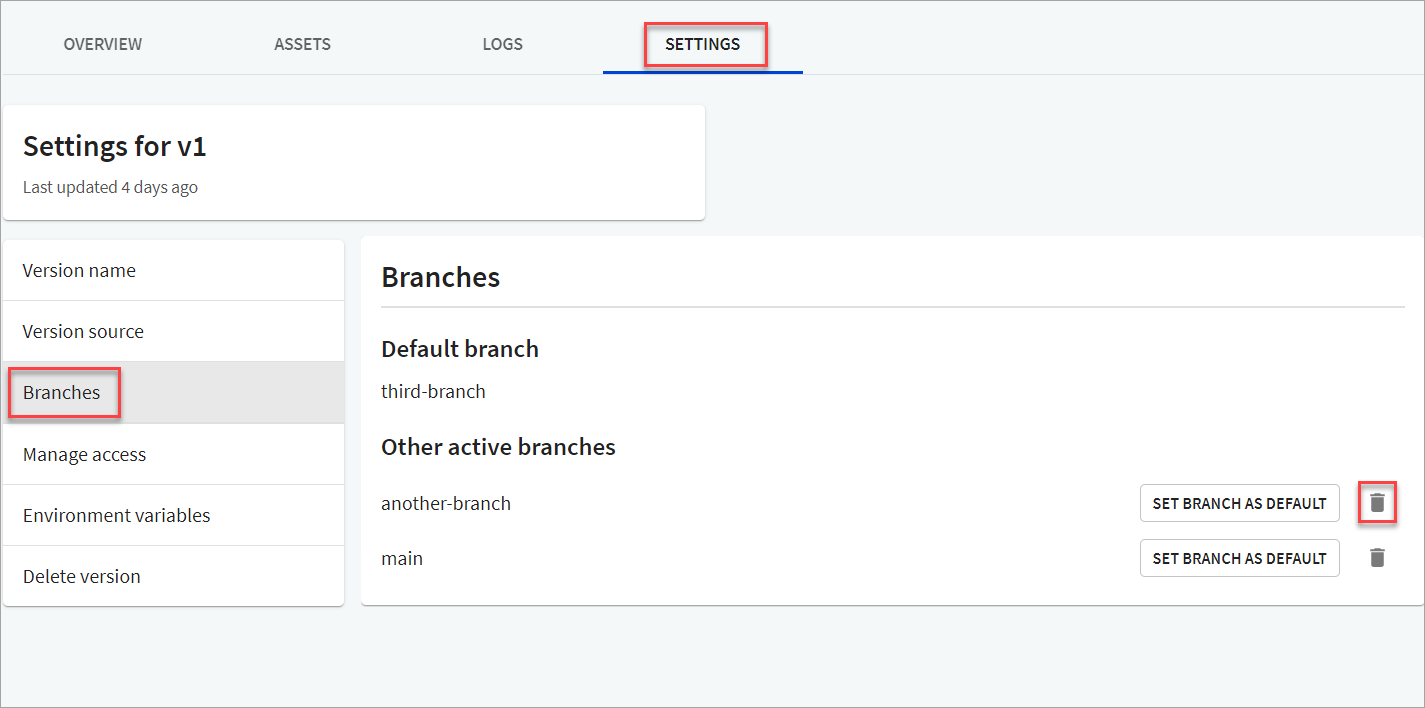 OVERVIEW ASSETS LOGS SETTINGS
Settings for v1
Last updated 4 days ago
Version name
Version source
Branches
Manage access
Environment variables
Delete version
Branches
Default branch
third-branch
Other active branches
another-branch SET BRANCH AS DEFAULT
main SET BRANCH AS DEFAULT